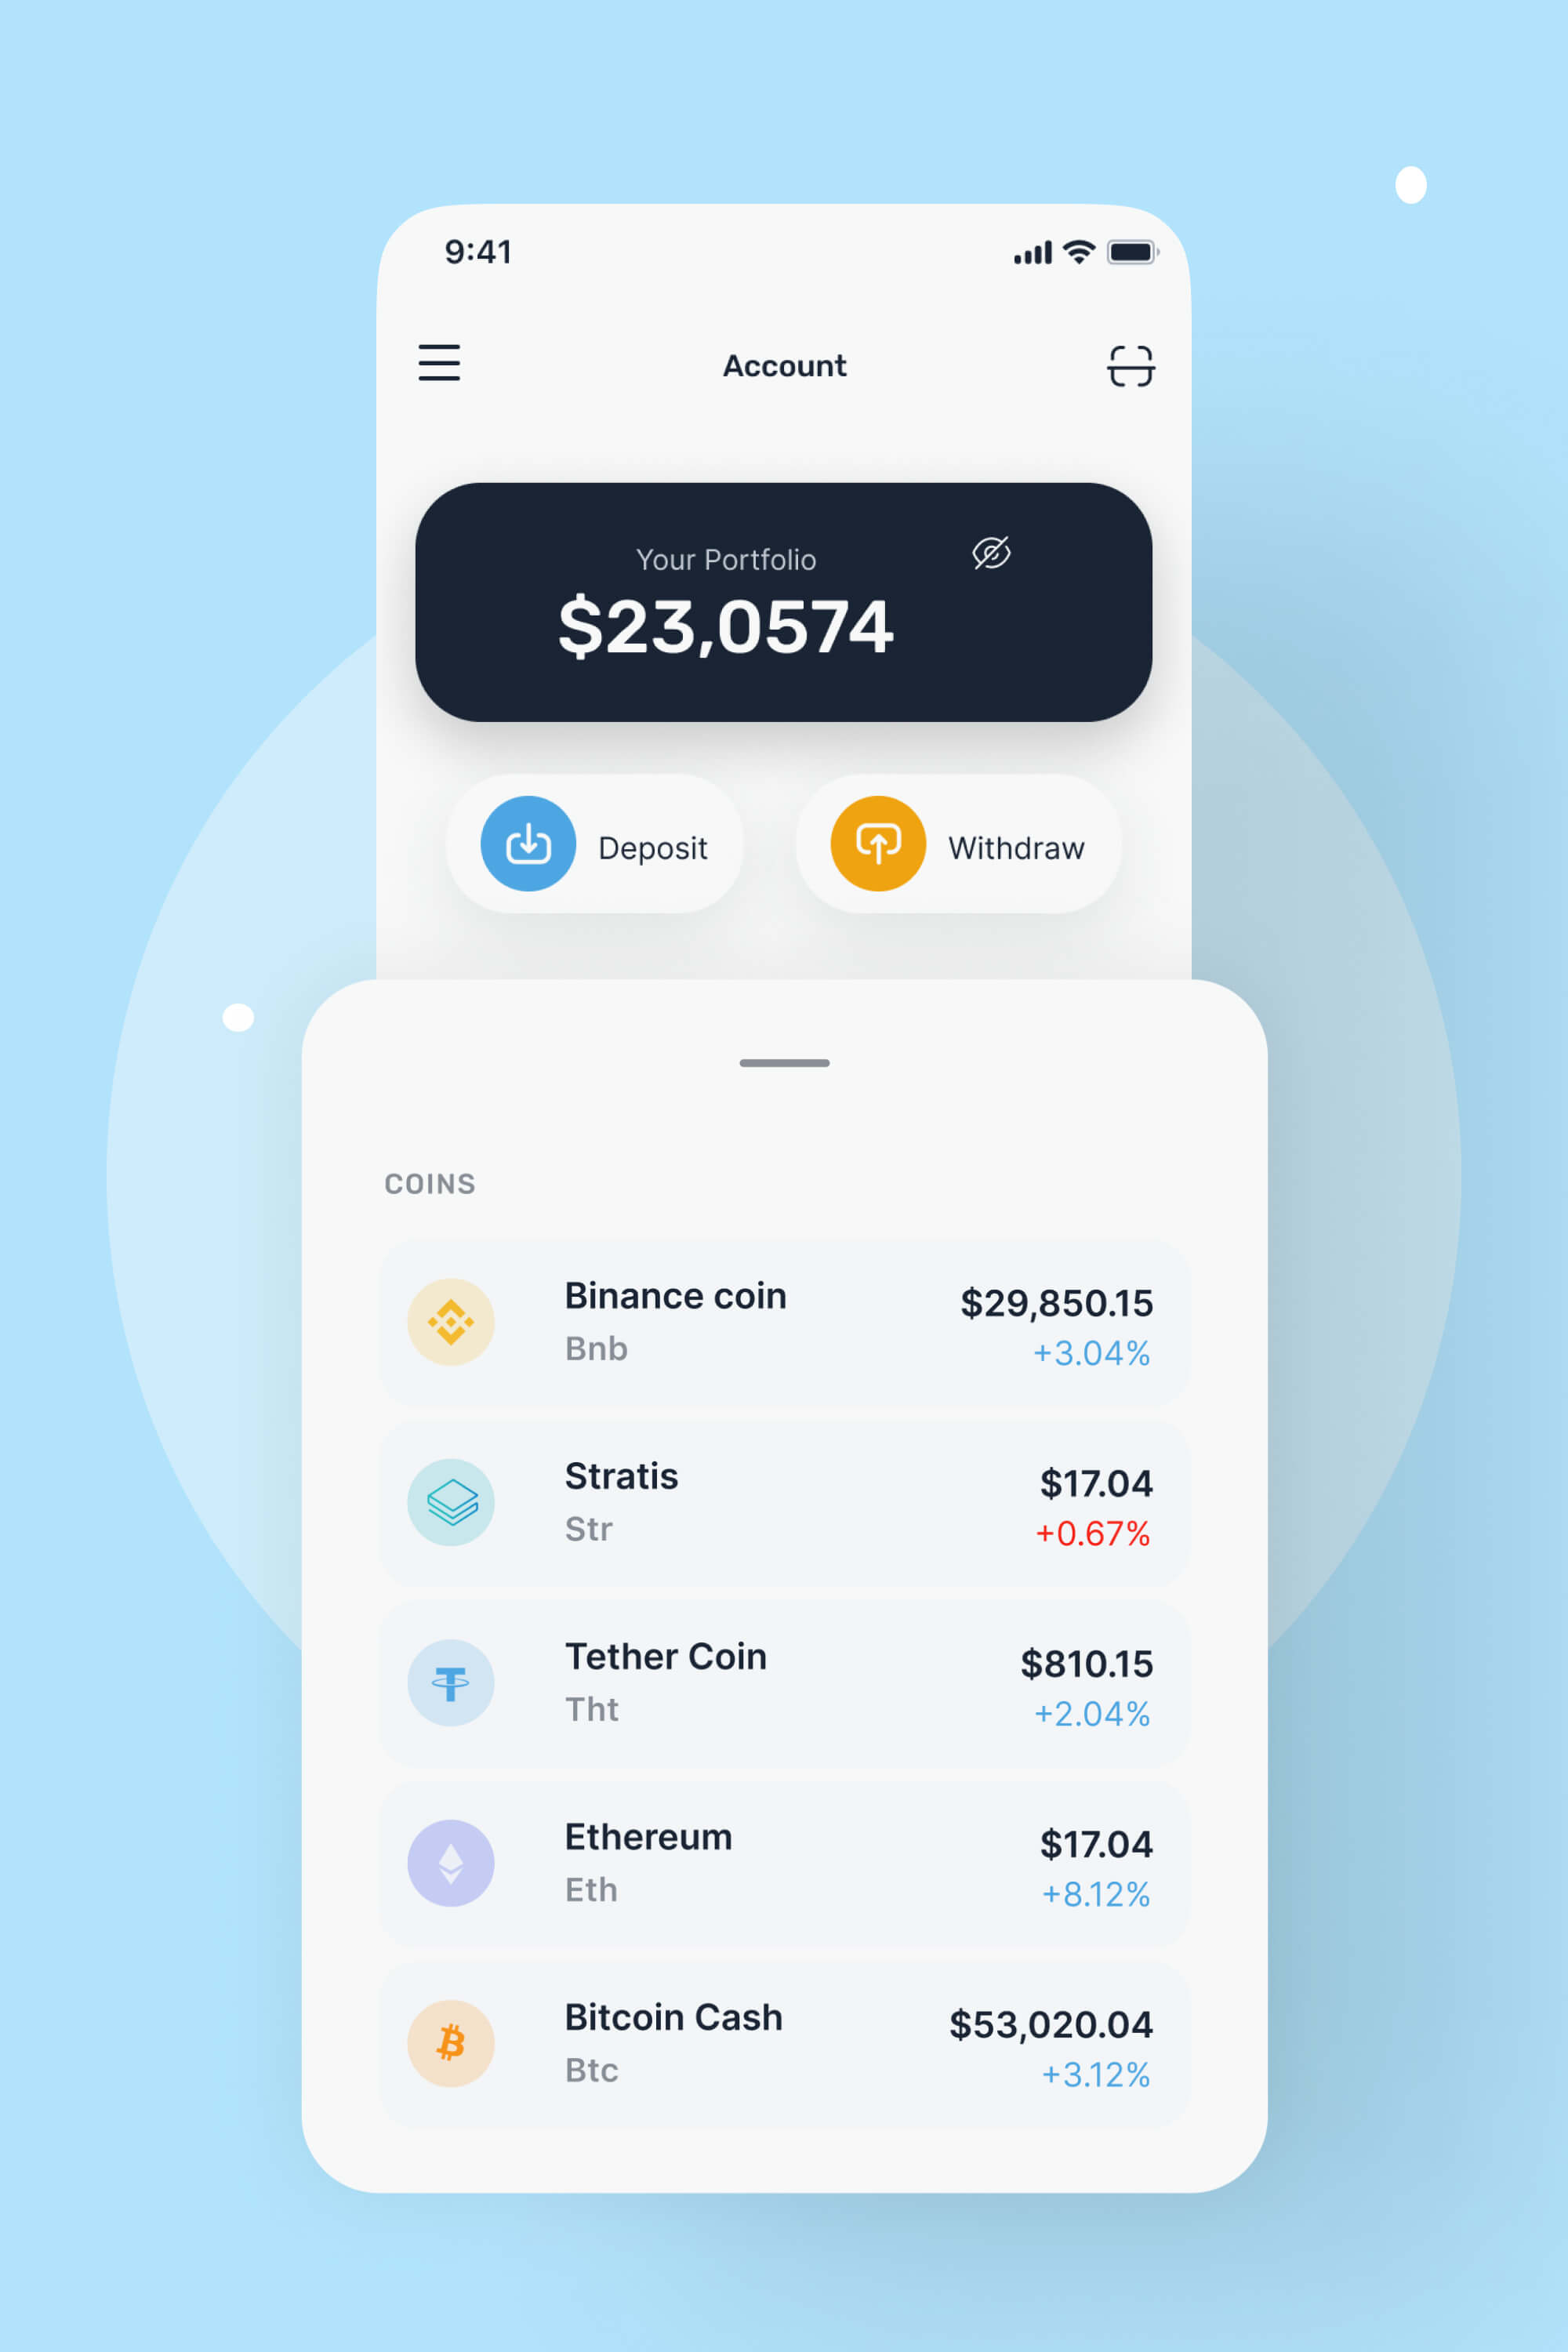 9:41
Account
Your Portfolio
$23,0574
Deposit
Withdraw
COINS
Binance coin
$29,850.15
Bnb
+3.04%
Stratis
$17.04
Str
+0.67%
Tether Coin
$810.15
Tht
+2.04%
Ethereum
$17.04
Eth
+8.12%
Bitcoin Cash
$53,020.04
Btc
+3.12%